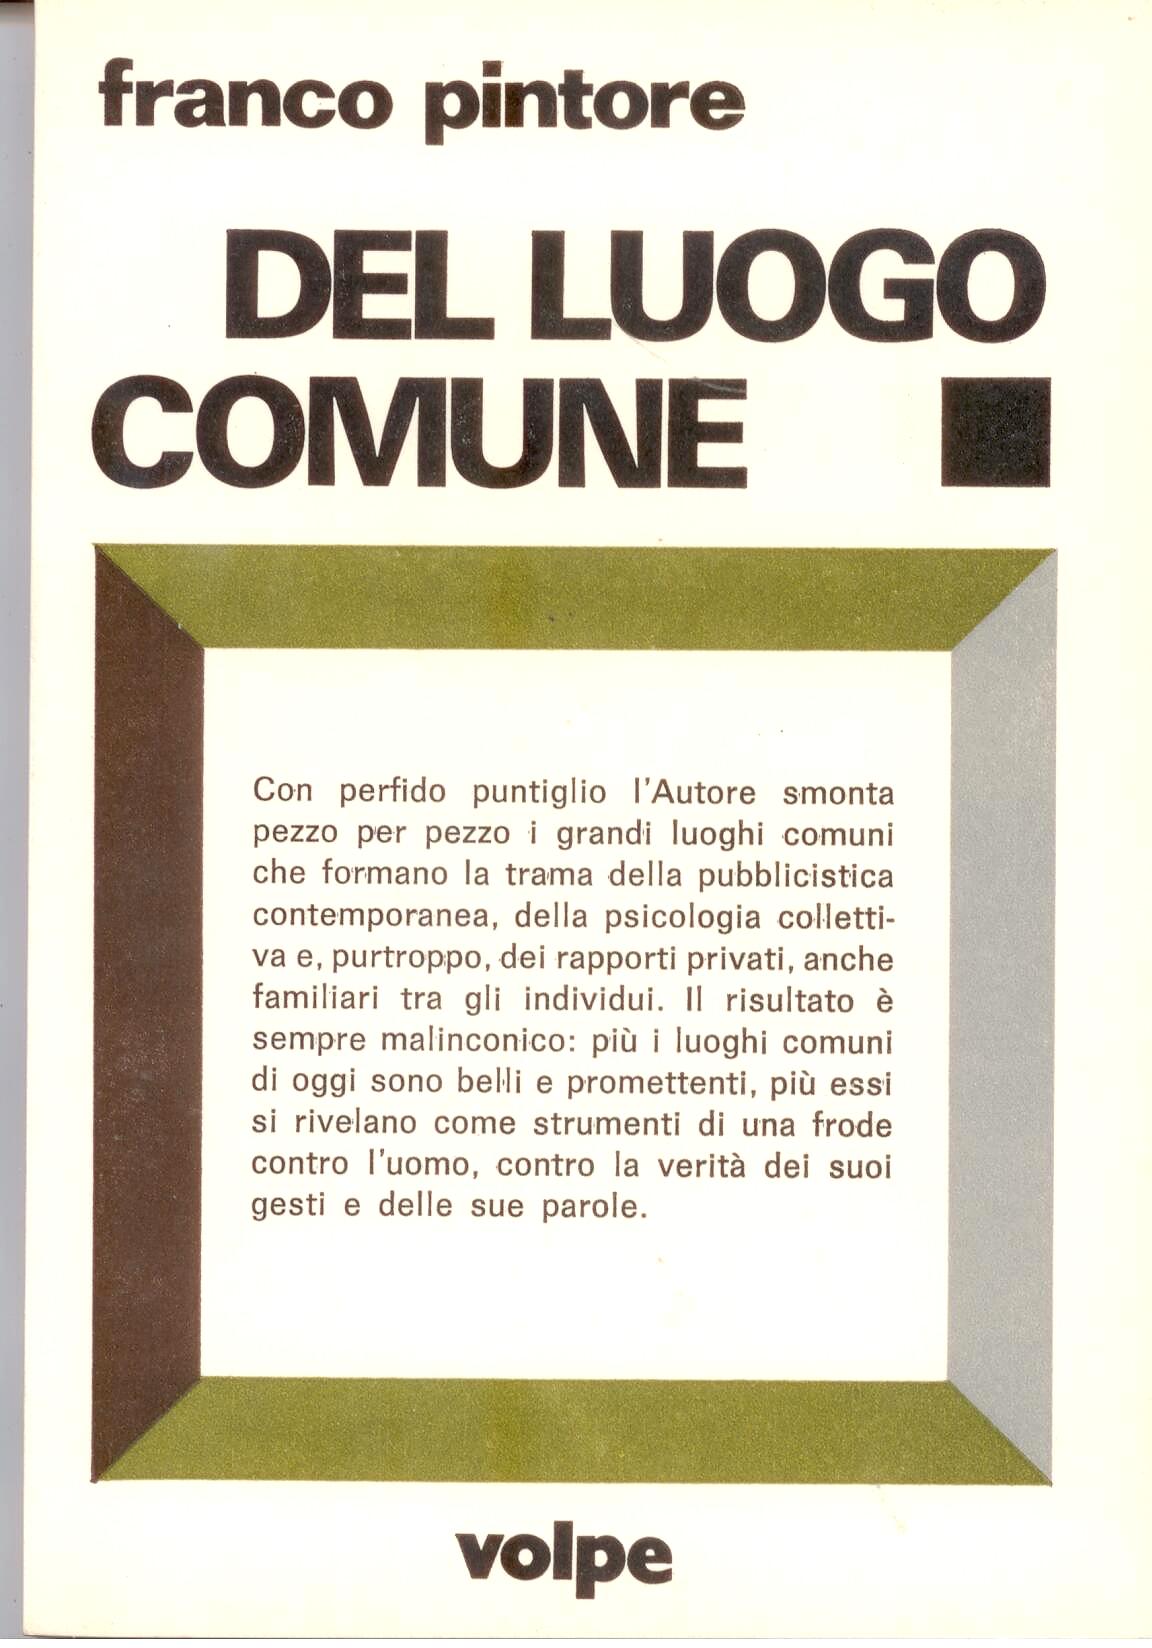 franco pintore
DEL LUOGO
COMUNE
Con perfido puntiglio l'Autore smonta
pezzo per pezzo i grandi luoghi comuni
che formano la trama della pubblicistica
contemporanea, della psicologia colletti-
va e, purtroppo, dei rapporti privati, anche
familiari tra gli individui. Il risultato è
sempre malinconico: più i luoghi comuni
di oggi sono belli e promettenti, più essi
si rivelano come strumenti di una frode
contro l'uomo, contro la verità dei suoi
gesti e delle sue parole.
volpe